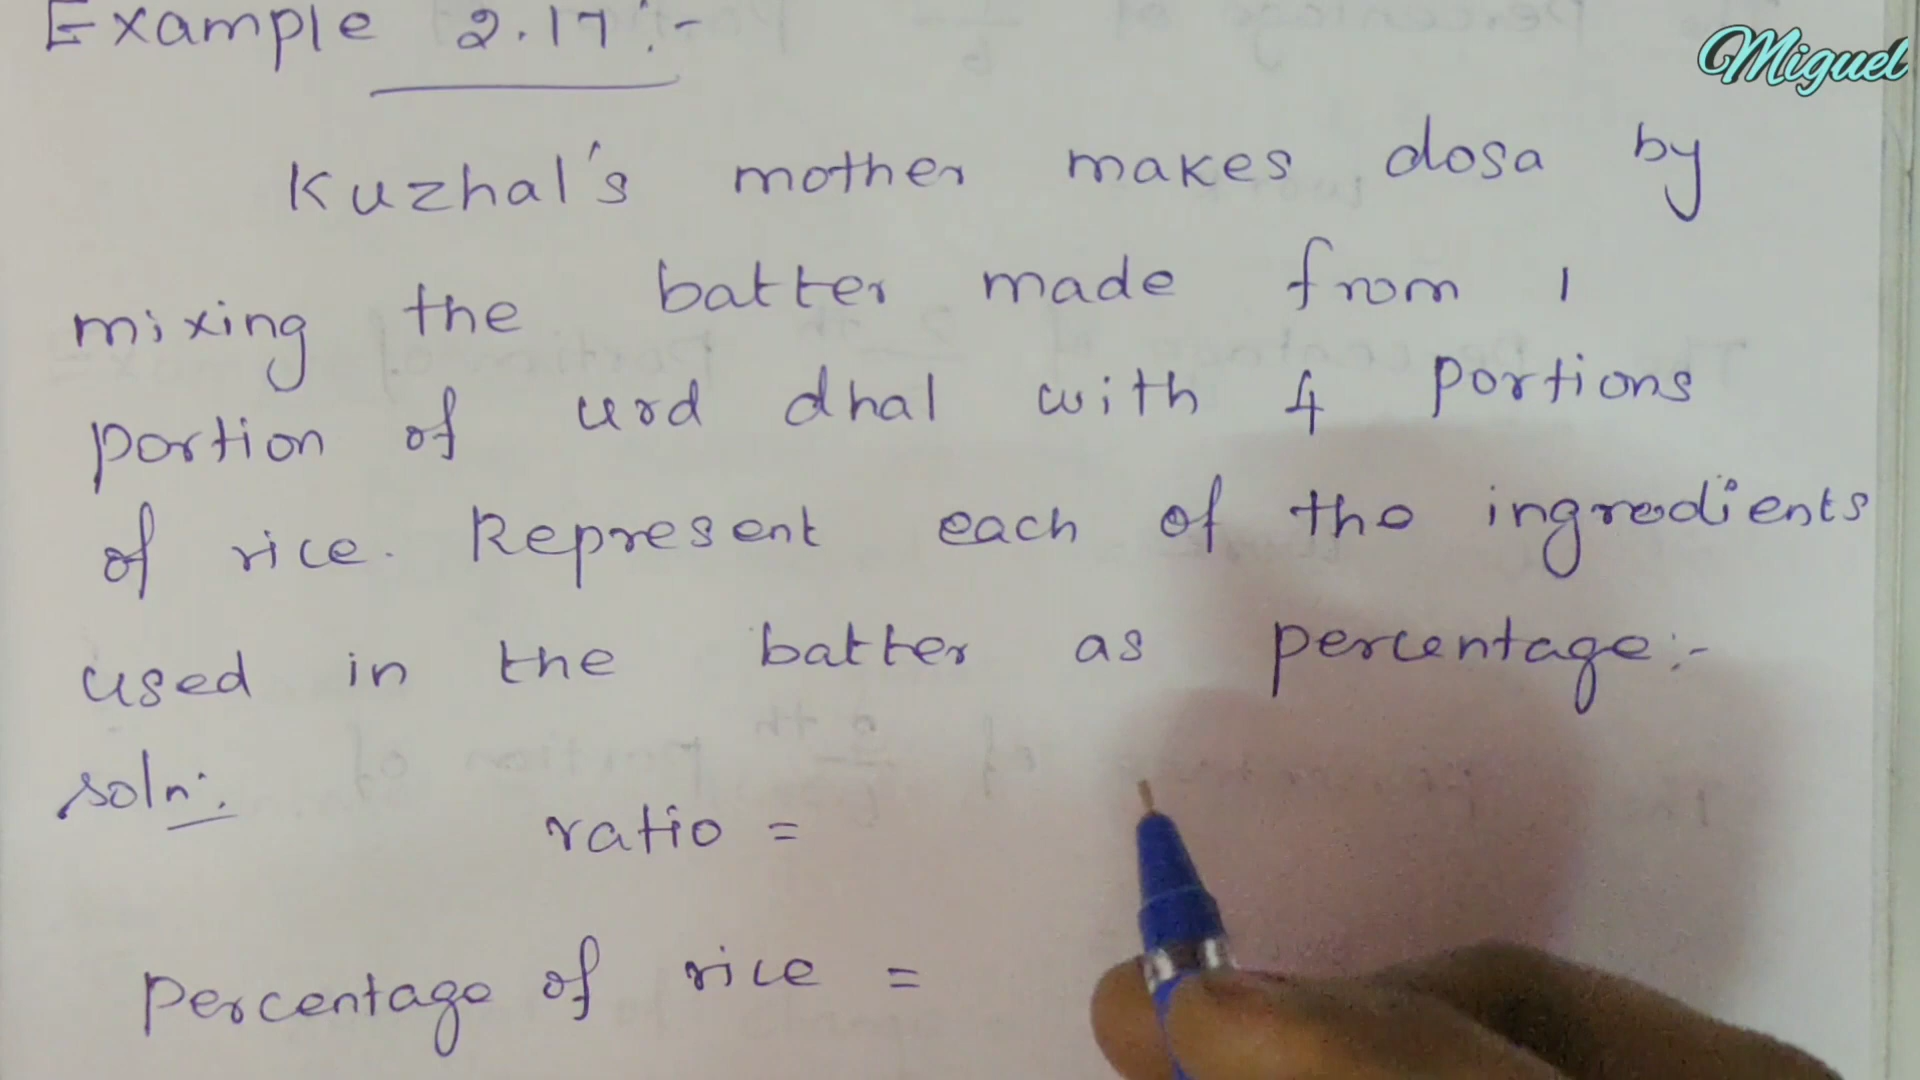 Example 2.17:-
Miguel
Kuzhal's mother makes dosa by
mixing the batter made from 1
portion of urd dhal with 4 portions
of rice. Represent each of the ingredients
used in the batter as percentage:-
soln:
ratio =
Percentage of rice =